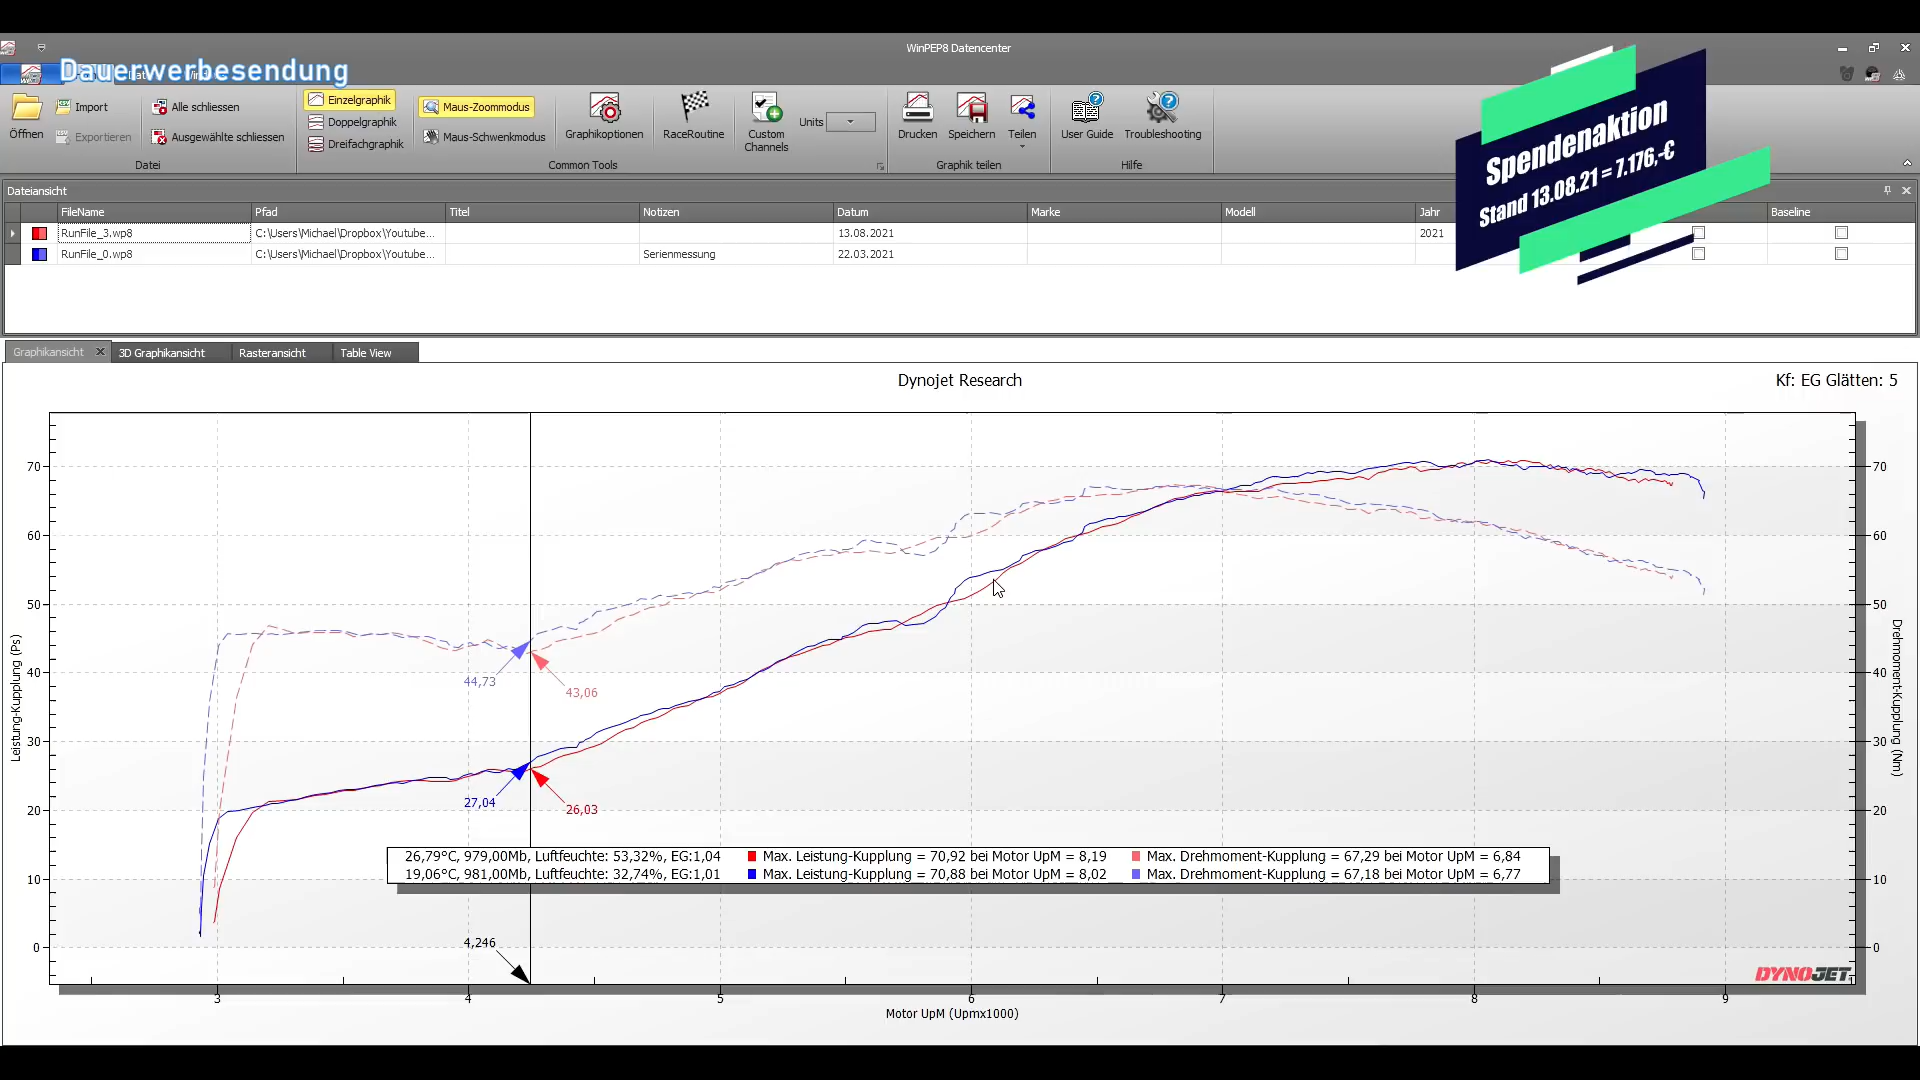 WinPEP8 Datencenter
Dauerwerbesendung
Öffnen
Import
Exportieren
Alle schliessen
Ausgewählte schliessen
Datei
Einzelgraphik
Doppelgraphik
Dreifachgraphik
Maus-Zoommodus
Maus-Schwenkmodus
Graphikoptionen
RaceRoutine
Custom
Channels
Units
Common Tools
Drucken
Speichern
Teilen
Graphik teilen
User Guide
Troubleshooting
Hilfe
Spendenaktion
Stand 13.08.21 = 7.176,-€
Dateiansicht
FileName Pfad Titel Notizen Datum Marke Modell Jahr Baseline
RunFile_3.wp8 C:\Users\Michael\Dropbox\Youtube... 13.08.2021 2021
RunFile_0.wp8 C:\Users\Michael\Dropbox\Youtube... Serienmessung 22.03.2021
Graphikansicht 3D Graphikansicht Rasteransicht Table View
Dynojet Research
Kf: EG Glätten: 5
70 70
60 60
50 50
40 40
30 30
20 20
10 10
0 0
Leistung-Kupplung (Ps)
Drehmoment-Kupplung (Nm)
44,73
43,06
27,04
26,03
26,79°C, 979,00Mb, Luftfeuchte: 53,32%, EG:1,04 Max. Leistung-Kupplung = 70,92 bei Motor UpM = 8,19 Max. Drehmoment-Kupplung = 67,29 bei Motor UpM = 6,84
19,06°C, 981,00Mb, Luftfeuchte: 32,74%, EG:1,01 Max. Leistung-Kupplung = 70,88 bei Motor UpM = 8,02 Max. Drehmoment-Kupplung = 67,18 bei Motor UpM = 6,77
4,246
DYNOJET
3 4 5 6 7 8 9
Motor UpM (Upmx1000)